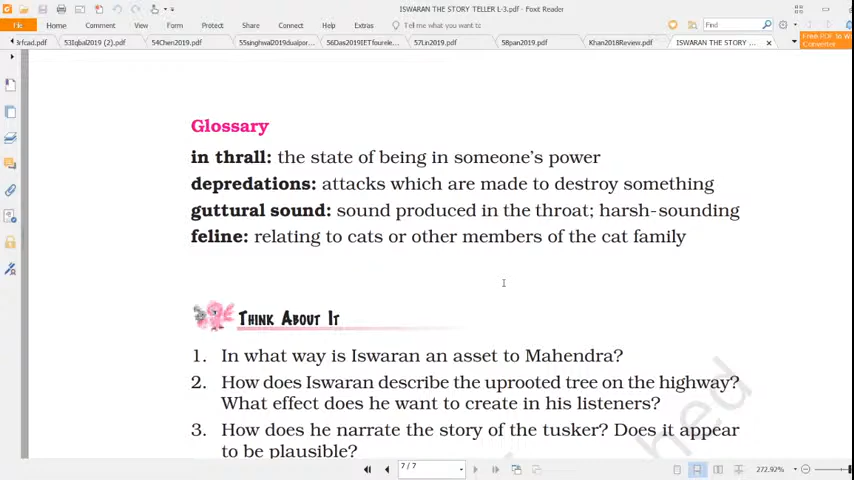 ISWARAN THE STORY TELLER L-3.pdf - Foxit Reader
File Home Comment View Form Protect Share Connect Help Extras Tell me what you want to Find
53Iqbal2019 (2).pdf 54Chen2019.pdf 55singhwal2019dualpor... 56Das2019IETfourele... 57Lin2019.pdf 58pan2019.pdf Khan2018Review.pdf ISWARAN THE STORY ... Free PDF to W
Converter
Glossary
in thrall: the state of being in someone's power
depredations: attacks which are made to destroy something
guttural sound: sound produced in the throat; harsh-sounding
feline: relating to cats or other members of the cat family
THINK ABOUT IT
1. In what way is Iswaran an asset to Mahendra?
2. How does Iswaran describe the uprooted tree on the highway?
What effect does he want to create in his listeners?
3. How does he narrate the story of the tusker? Does it appear
to be plausible?
hed
7 / 7 272.92%